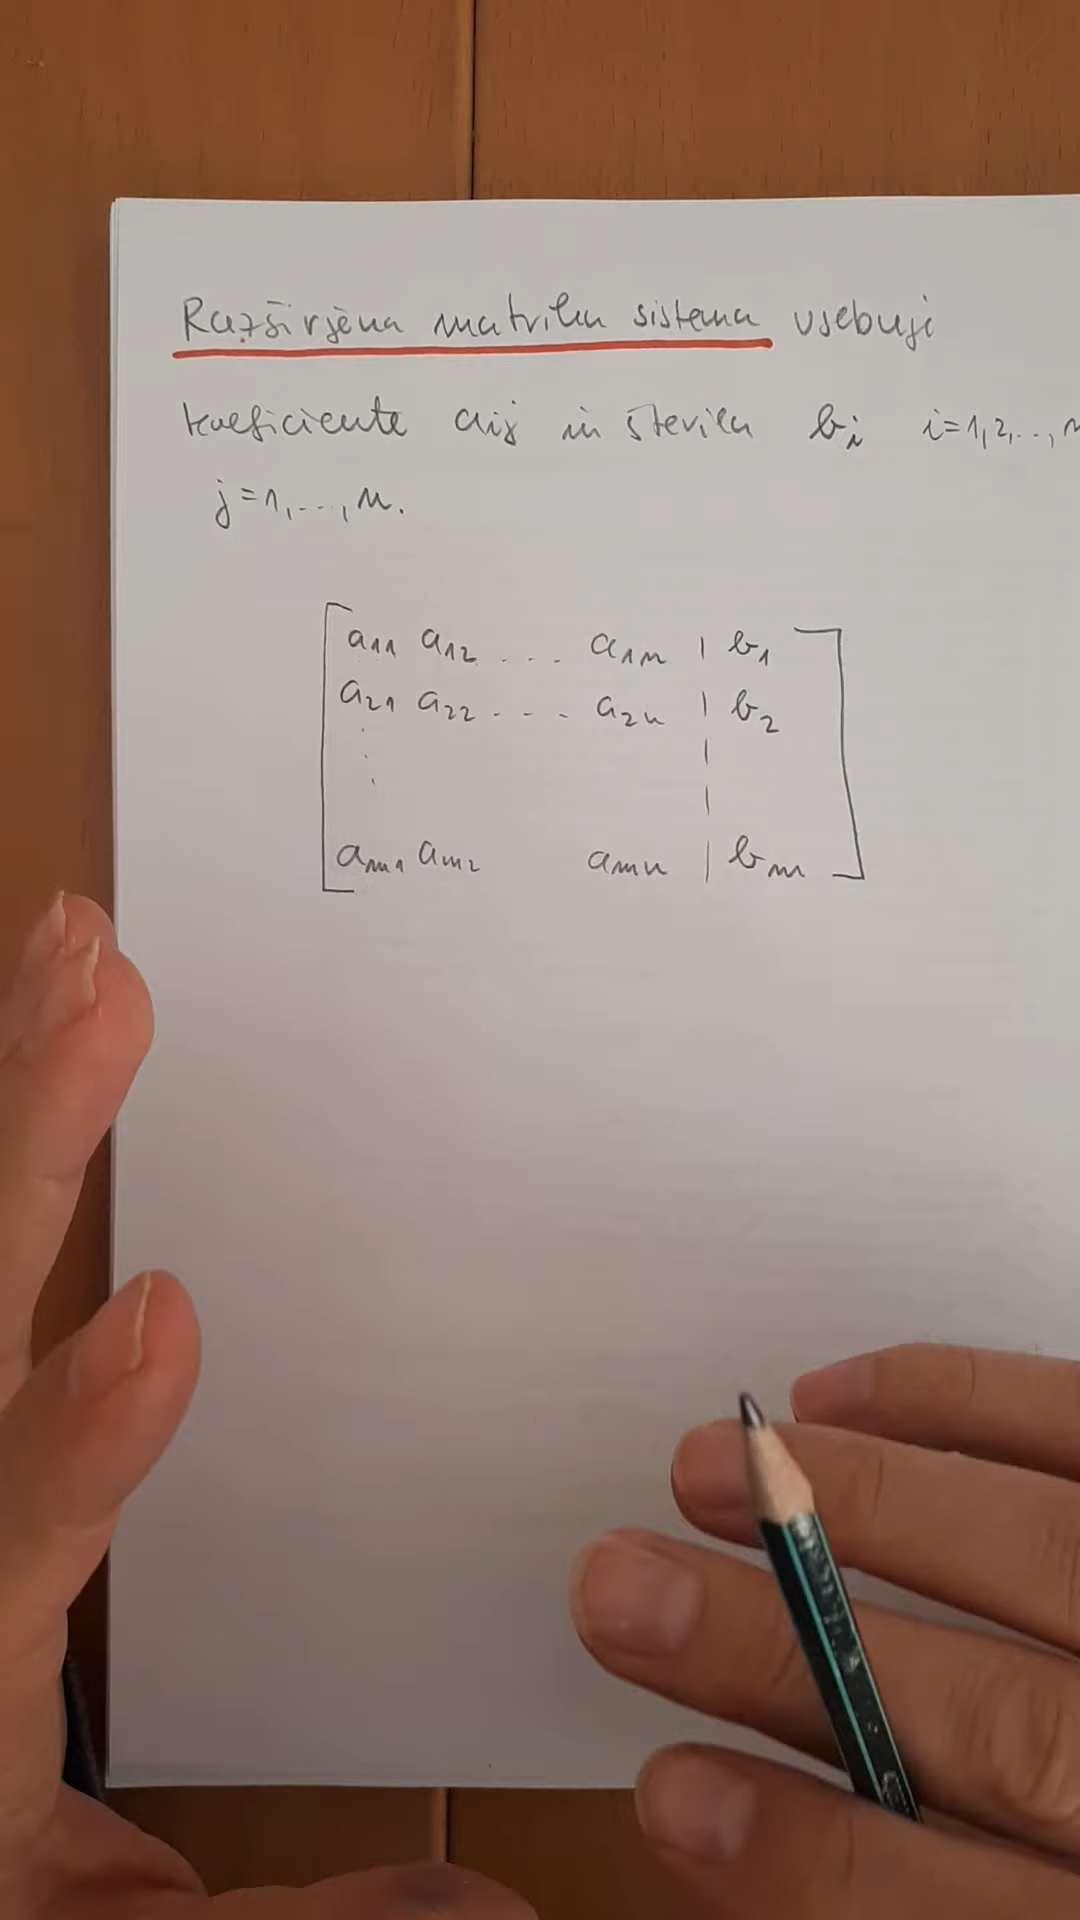 Razširjena matrika sistema vsebuje
koeficiente aij in števila bi i=1,2,...,m
j=1,...,n.
a11 a12 ... a1n | b1
a21 a22 ... a2n | b2
⋮ |
|
am1 am2 amn | bm